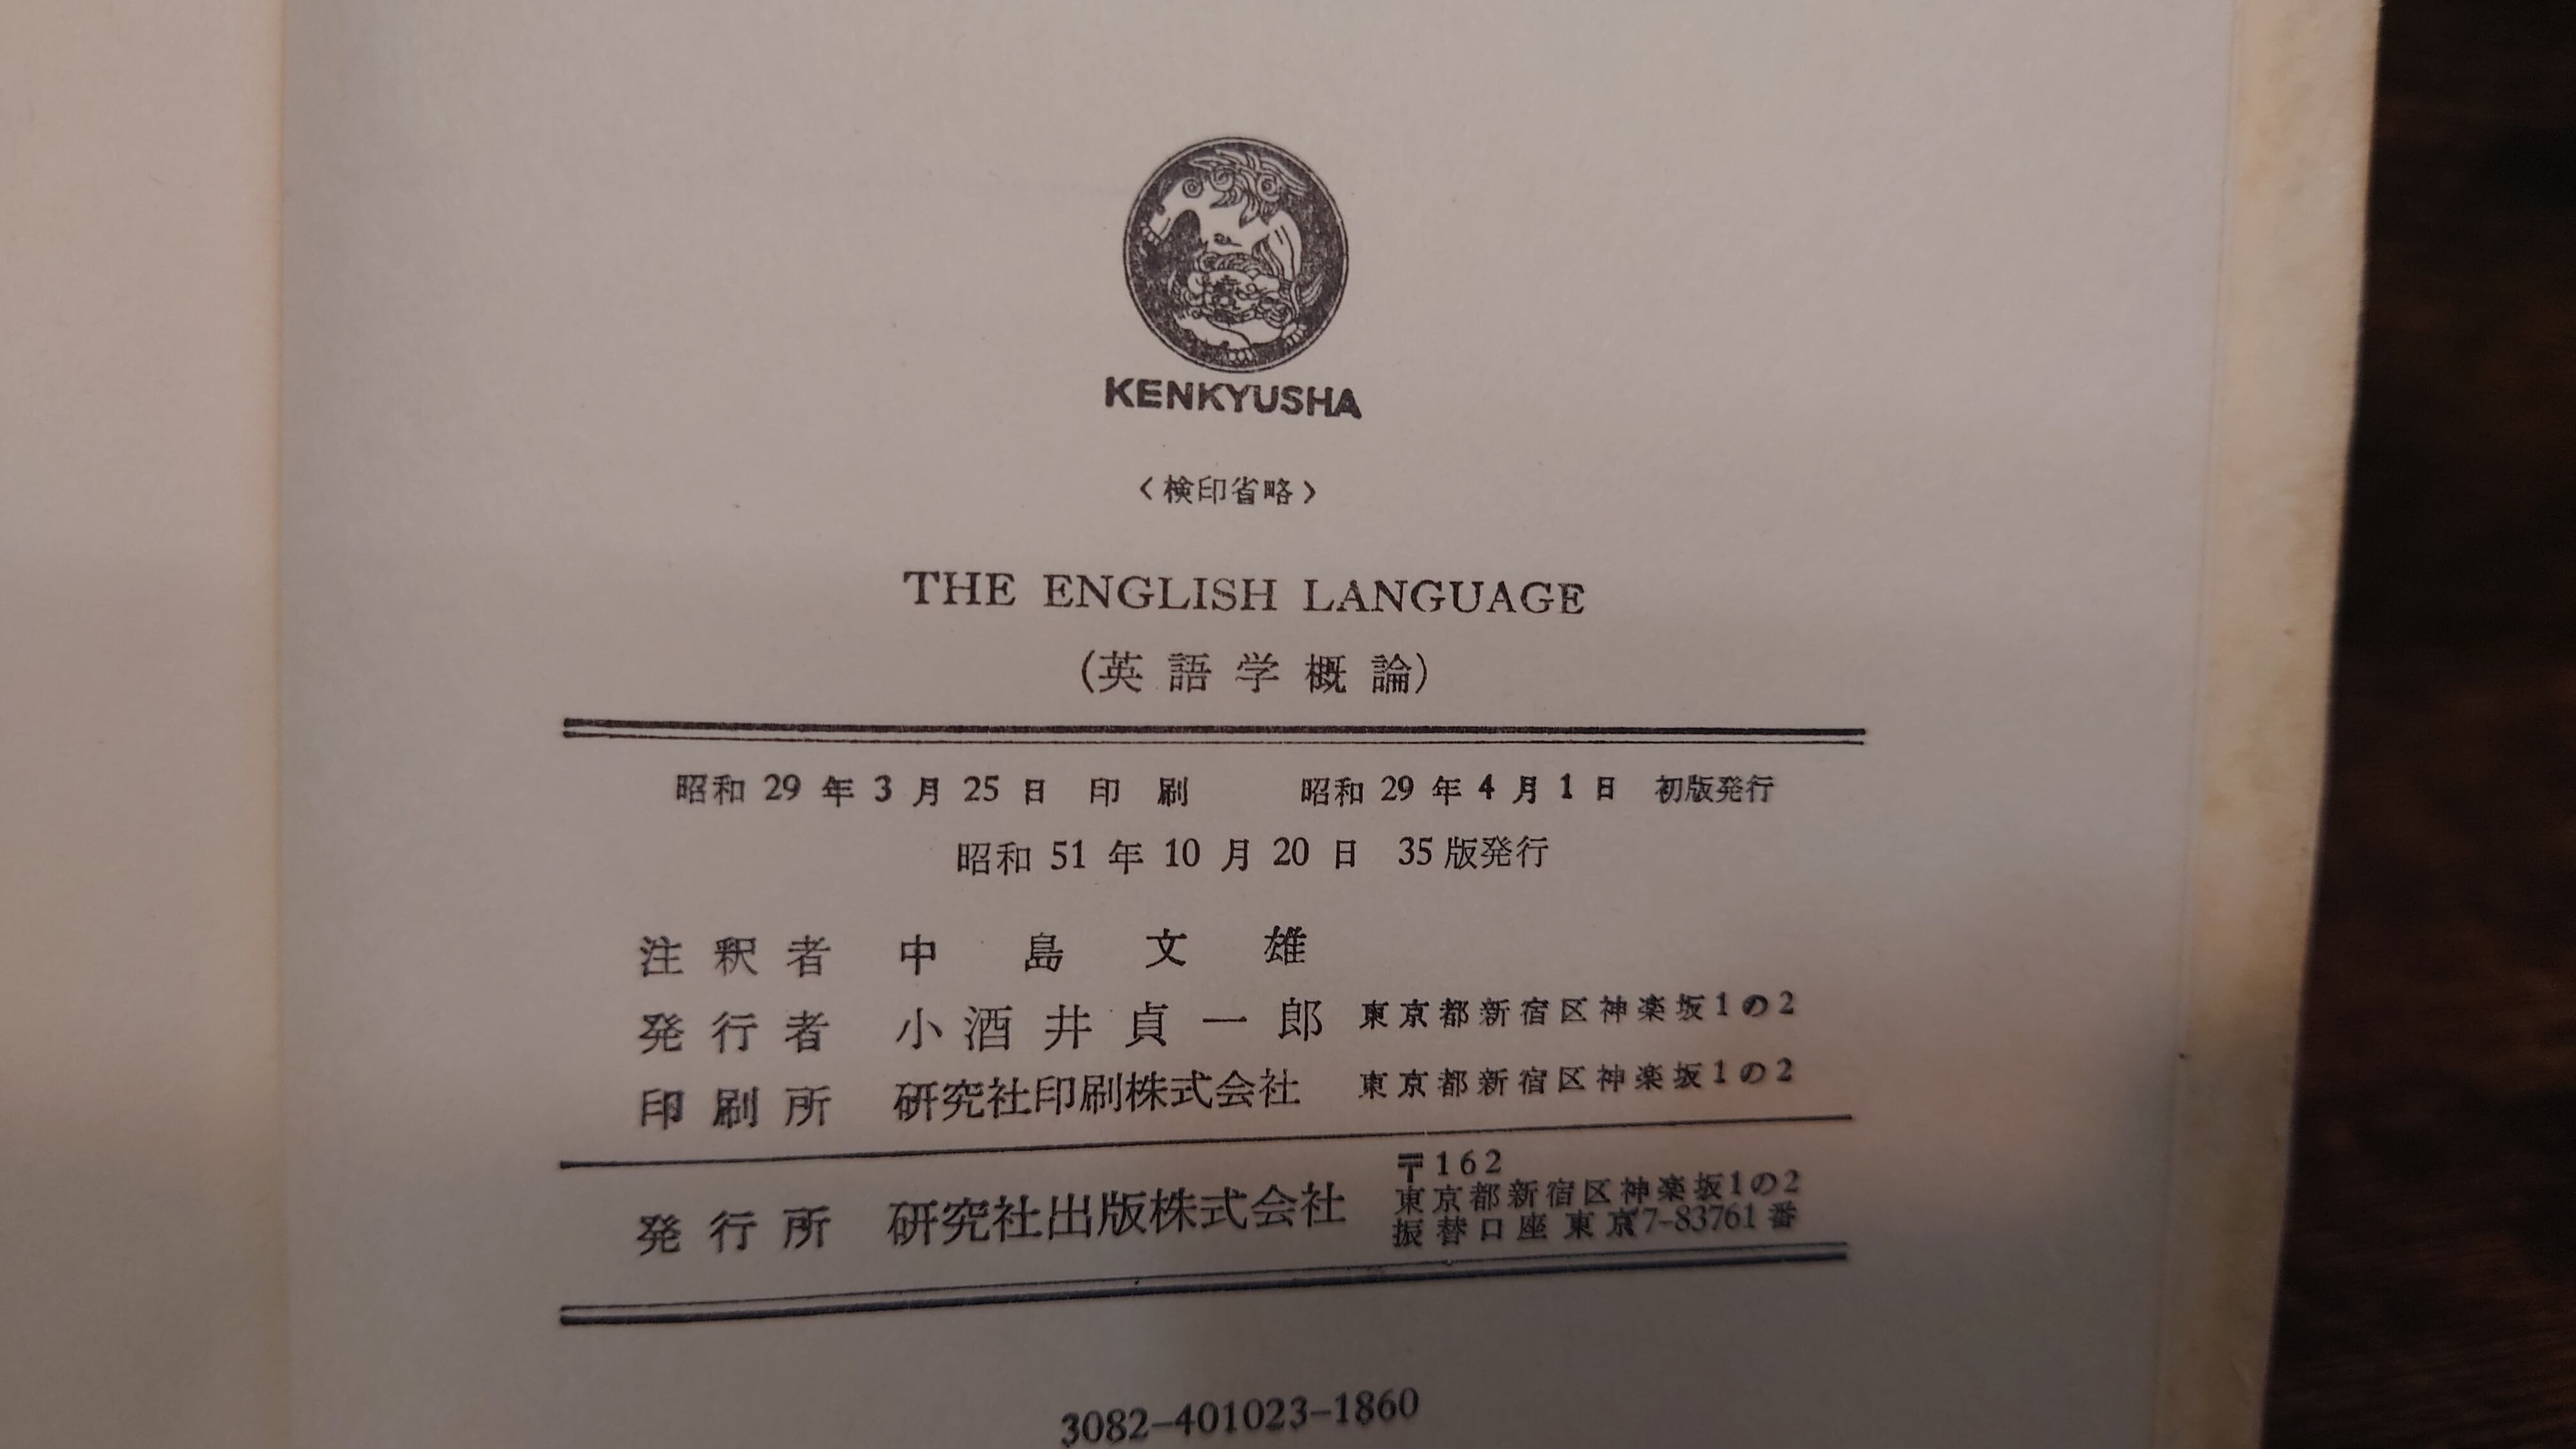 KENKYUSHA
〈検印省略〉
THE ENGLISH LANGUAGE
(英語学概論)
昭和 29 年 3 月 25 日 印 刷 昭和 29 年 4 月 1 日 初版発行
昭和 51 年 10 月 20 日 35 版発行
注釈者 中島文雄
発行者 小酒井貞一郎 東京都新宿区神楽坂1の2
印刷所 研究社印刷株式会社 東京都新宿区神楽坂1の2
〒162
発行所 研究社出版株式会社 東京都新宿区神楽坂1の2
振替口座 東京7-83761番
3082-401023-1860